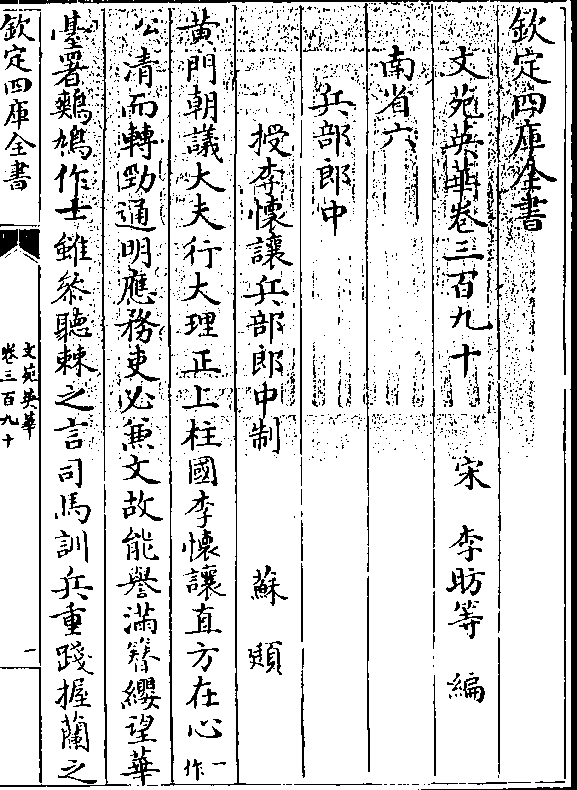 欽定四庫全書
文苑英華卷三百九十　宋　李昉等　編
南省六
兵部郎中
授李懷讓兵部郎中制　蘇頲
黄門朝議大夫行大理正上柱國李懷讓直方在心一作
公清而轉勁通明應務吏必兼文故能譽滿簪纓望華
臺署鷞鳩作士雖叅聽棘之言司馬訓兵重踐握蘭之
欽定四庫全書
文苑英華
卷三百九十
一